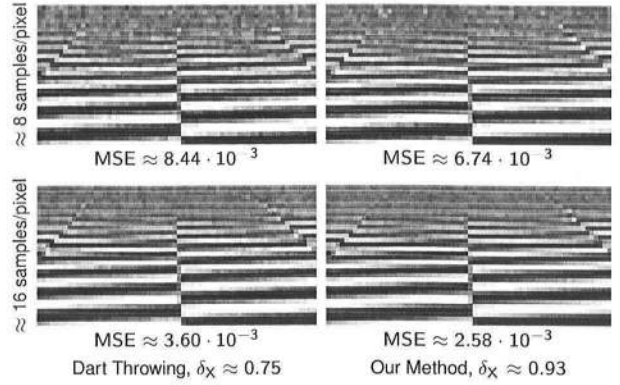 ≈ 8 samples/pixel
MSE ≈ 8.44 · 10⁻³
MSE ≈ 6.74 · 10⁻³
≈ 16 samples/pixel
MSE ≈ 3.60 · 10⁻³
MSE ≈ 2.58 · 10⁻³
Dart Throwing, δX ≈ 0.75
Our Method, δX ≈ 0.93